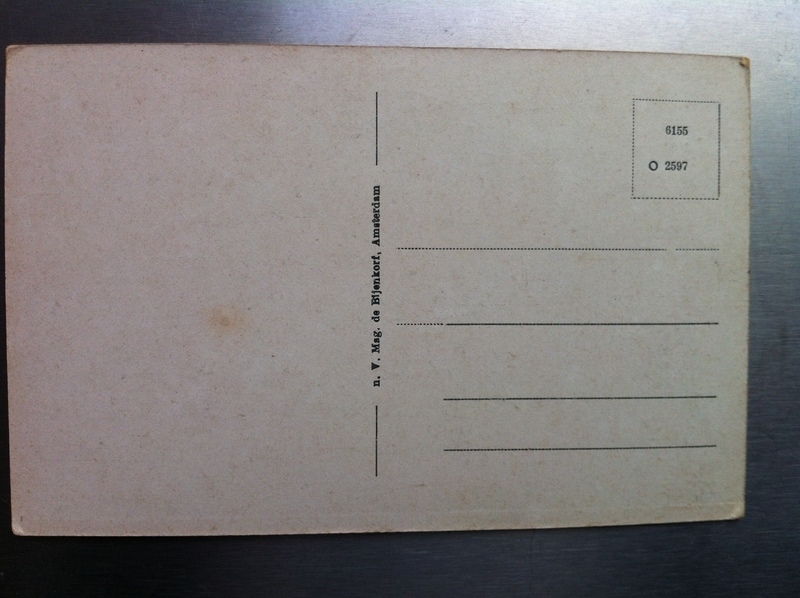 n. V. Mag. de Bijenkorf, Amsterdam
6155
O 2597